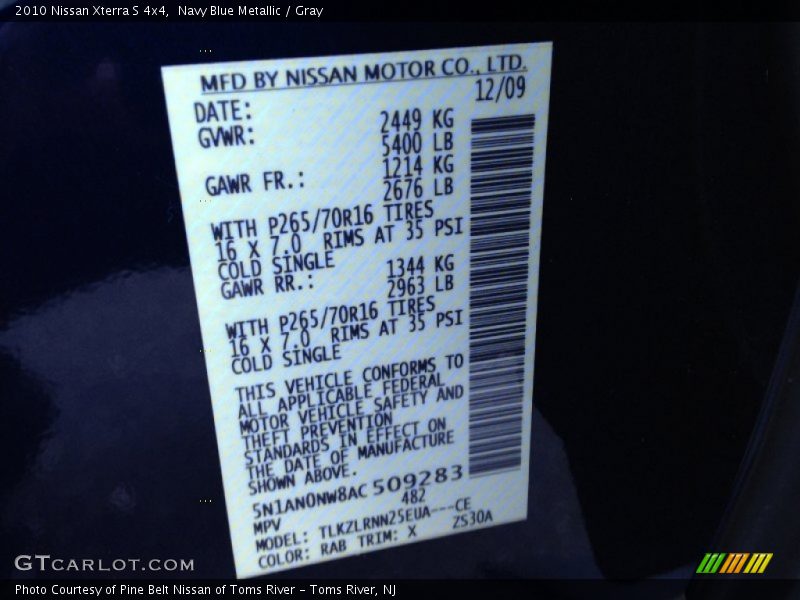 2010 Nissan Xterra S 4x4, Navy Blue Metallic / Gray
MFD BY NISSAN MOTOR CO., LTD.
DATE: 12/09
GVWR: 2449 KG
5400 LB
GAWR FR.: 1214 KG
2676 LB
WITH P265/70R16 TIRES
16 X 7.0 RIMS AT 35 PSI
COLD SINGLE
GAWR RR.: 1344 KG
2963 LB
WITH P265/70R16 TIRES
16 X 7.0 RIMS AT 35 PSI
COLD SINGLE
THIS VEHICLE CONFORMS TO
ALL APPLICABLE FEDERAL
MOTOR VEHICLE SAFETY AND
THEFT PREVENTION
STANDARDS IN EFFECT ON
THE DATE OF MANUFACTURE
SHOWN ABOVE.
5N1AN0NW8AC509283
MPV 482
MODEL: TLKZLRNN25EUA---CE
COLOR: RAB TRIM: X ZS30A
GTCARLOT.COM
Photo Courtesy of Pine Belt Nissan of Toms River - Toms River, NJ